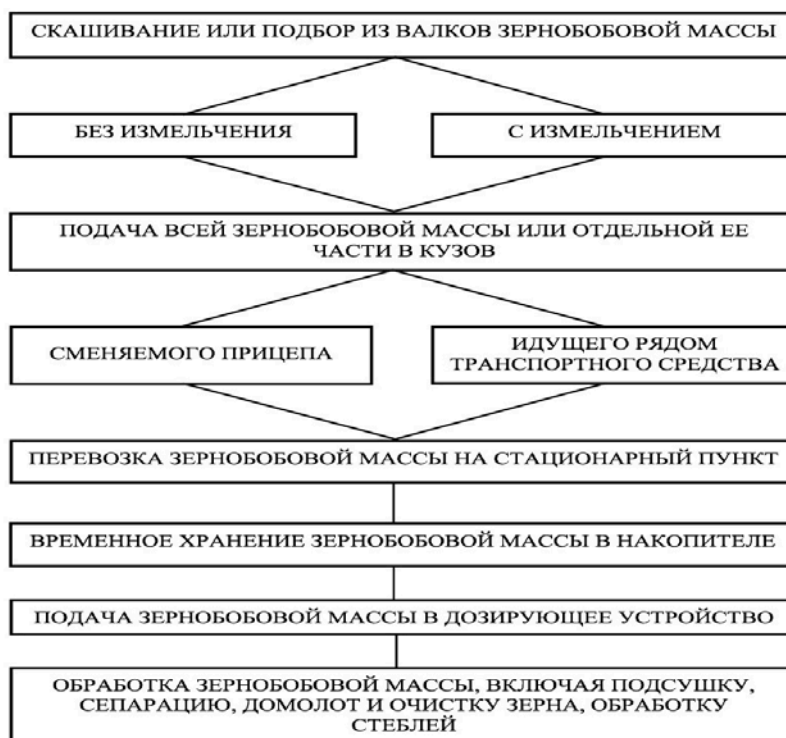 СКАШИВАНИЕ ИЛИ ПОДБОР ИЗ ВАЛКОВ ЗЕРНОБОБОВОЙ МАССЫ
БЕЗ ИЗМЕЛЬЧЕНИЯ
С ИЗМЕЛЬЧЕНИЕМ
ПОДАЧА ВСЕЙ ЗЕРНОБОБОВОЙ МАССЫ ИЛИ ОТДЕЛЬНОЙ ЕЕ
ЧАСТИ В КУЗОВ
СМЕНЯЕМОГО ПРИЦЕПА
ИДУЩЕГО РЯДОМ
ТРАНСПОРТНОГО СРЕДСТВА
ПЕРЕВОЗКА ЗЕРНОБОБОВОЙ МАССЫ НА СТАЦИОНАРНЫЙ ПУНКТ
ВРЕМЕННОЕ ХРАНЕНИЕ ЗЕРНОБОБОВОЙ МАССЫ В НАКОПИТЕЛЕ
ПОДАЧА ЗЕРНОБОБОВОЙ МАССЫ В ДОЗИРУЮЩЕЕ УСТРОЙСТВО
ОБРАБОТКА ЗЕРНОБОБОВОЙ МАССЫ, ВКЛЮЧАЯ ПОДСУШКУ,
СЕПАРАЦИЮ, ДОМОЛОТ И ОЧИСТКУ ЗЕРНА, ОБРАБОТКУ
СТЕБЛЕЙ